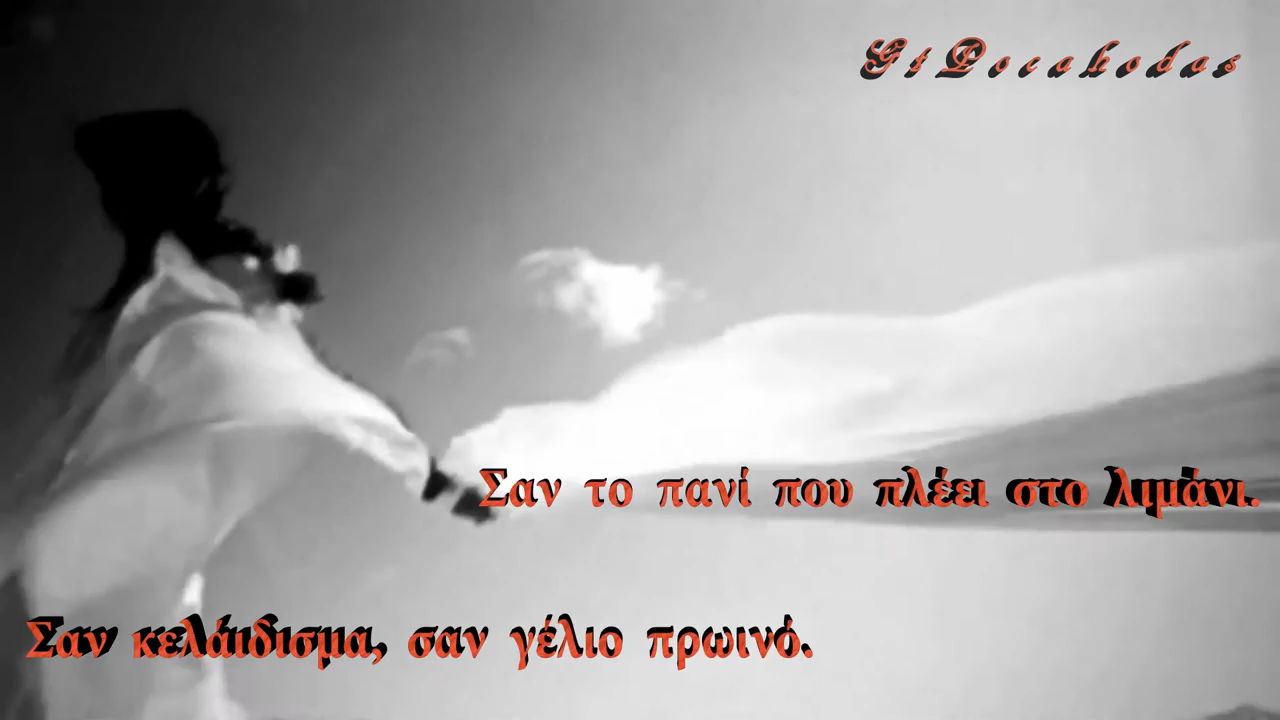 GtPocahodas
Σαν το πανί που πλέει στο λιμάνι.
Σαν κελάιδισμα, σαν γέλιο πρωινό.